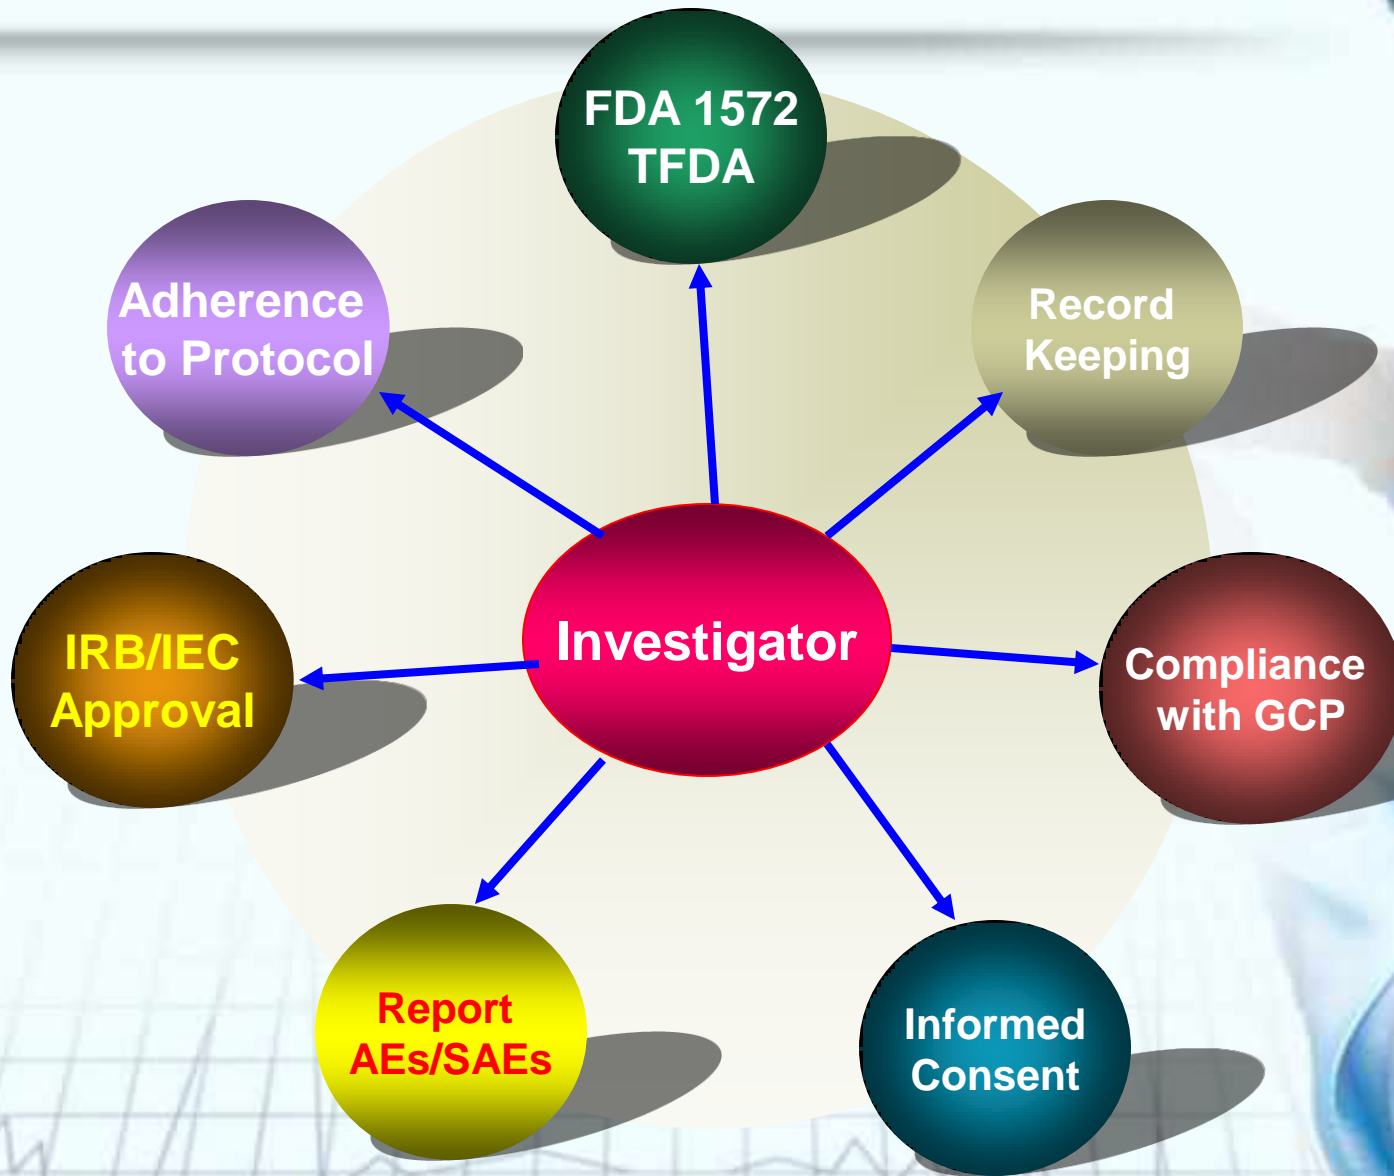 FDA 1572
TFDA
Adherence
to Protocol
Record
Keeping
Investigator
IRB/IEC
Approval
Compliance
with GCP
Report
AEs/SAEs
Informed
Consent